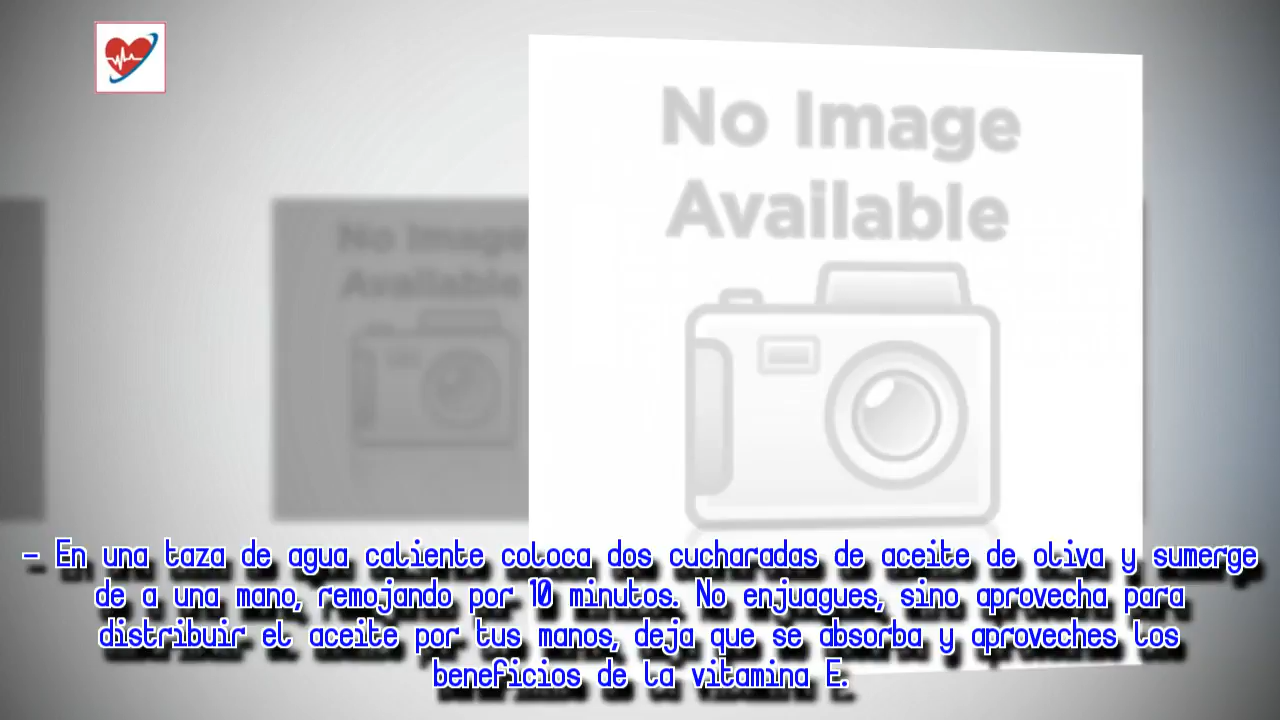 No Image
Available
No Image
Available
- En una taza de agua caliente coloca dos cucharadas de aceite de oliva y sumerge
de a una mano, remojando por 10 minutos. No enjuagues, sino aprovecha para
distribuir el aceite por tus manos, deja que se absorba y aproveches los
beneficios de la vitamina E.